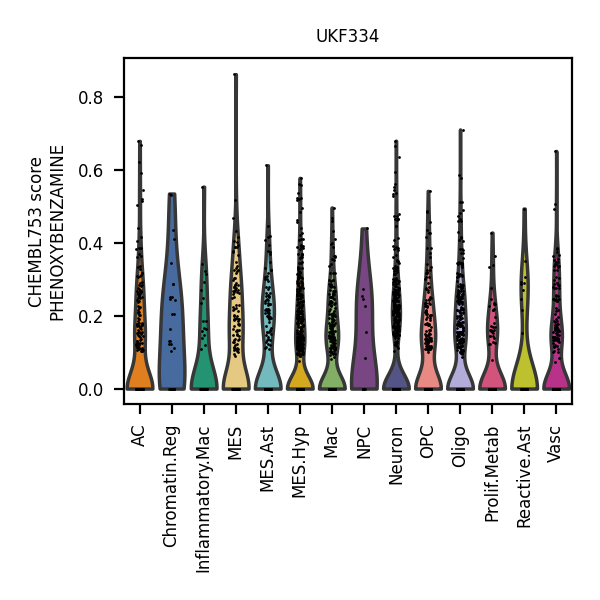 UKF334
CHEMBL753 score
PHENOXYBENZAMINE
0.8
0.6
0.4
0.2
0.0
AC
Chromatin.Reg
Inflammatory.Mac
MES
MES.Ast
MES.Hyp
Mac
NPC
Neuron
OPC
Oligo
Prolif.Metab
Reactive.Ast
Vasc